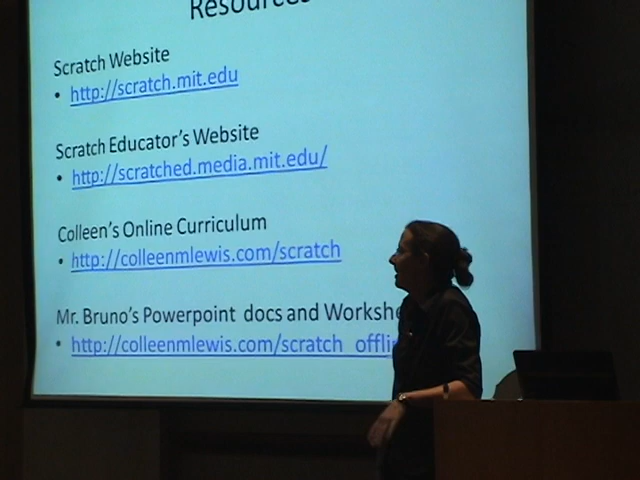 Resources
Scratch Website
• http://scratch.mit.edu
Scratch Educator's Website
• http://scratched.media.mit.edu/
Colleen's Online Curriculum
• http://colleenmlewis.com/scratch
Mr. Bruno's Powerpoint docs and Workshe
• http://colleenmlewis.com/scratch_offli